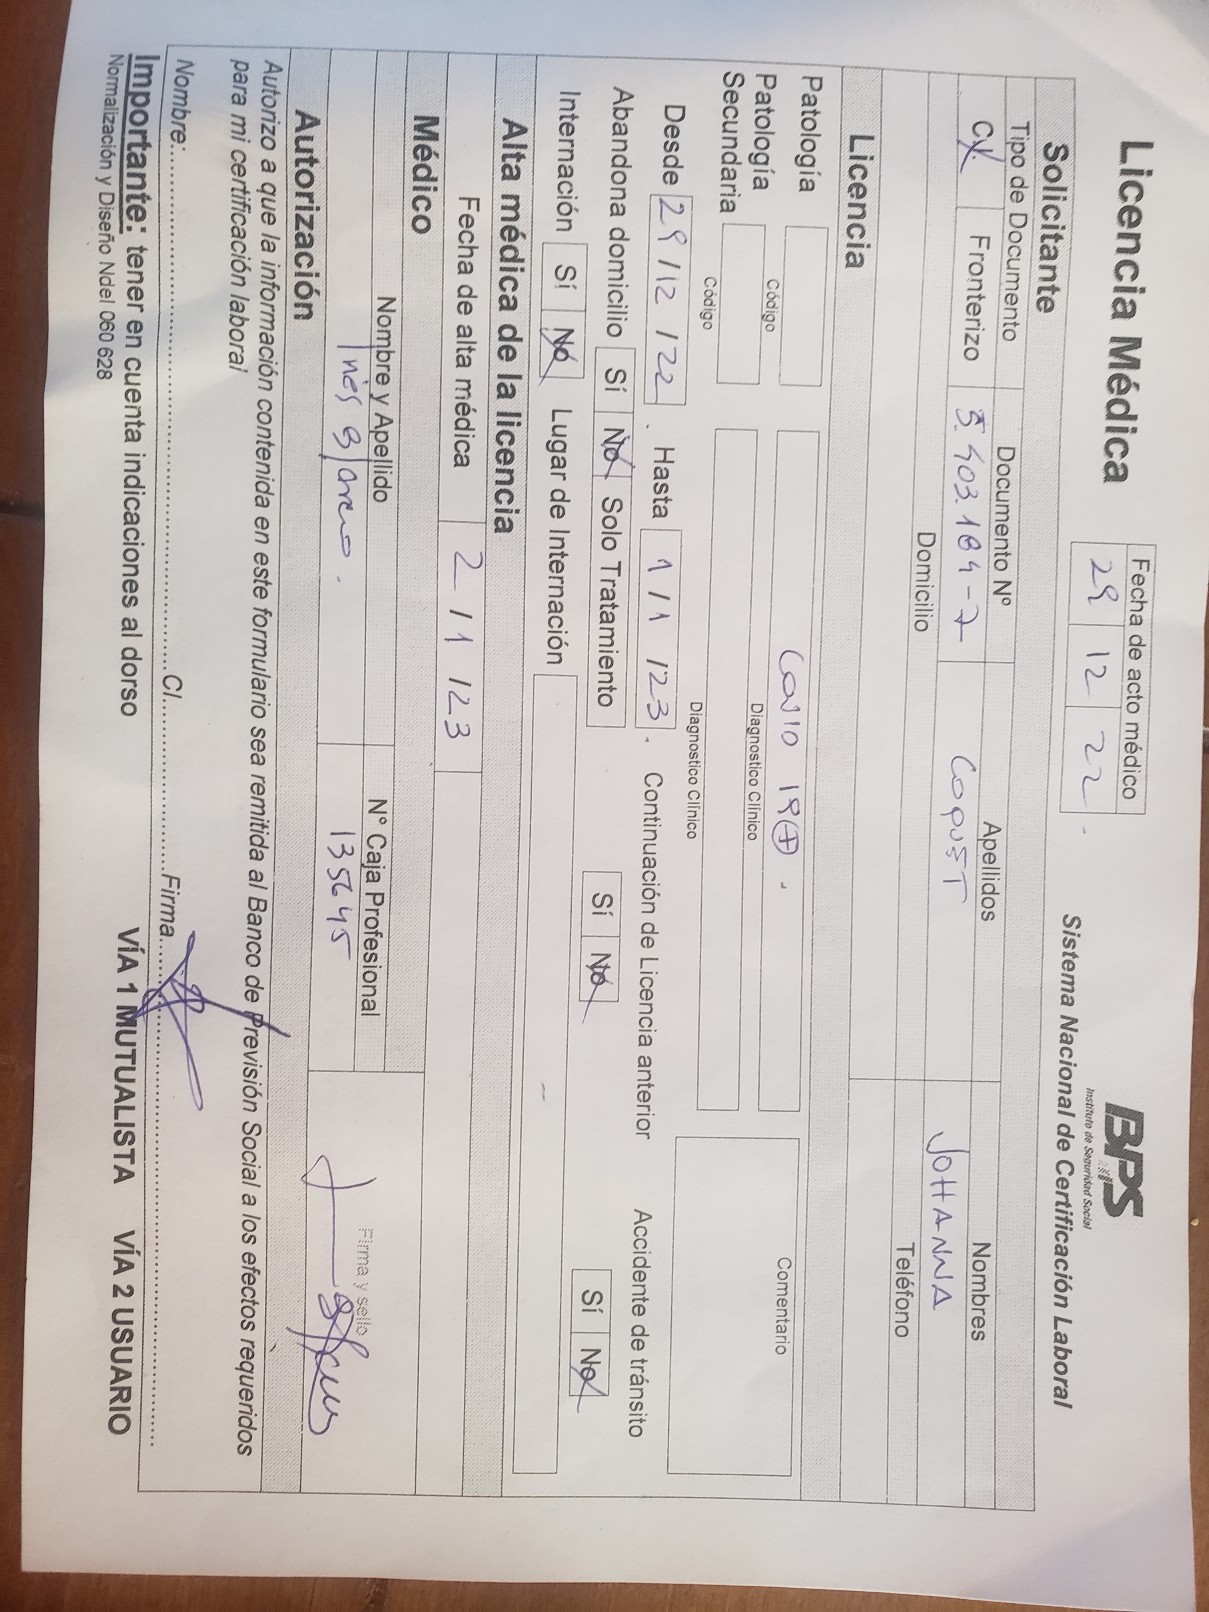 Licencia Médica
Fecha de acto médico
29 12 22
BPS
Instituto de Seguridad Social
Sistema Nacional de Certificación Laboral
Solicitante
Tipo de Documento Documento Nº Apellidos Nombres
CI Fronterizo 5.403.184-7 COQUET JOHANNA
Domicilio Teléfono
Licencia
Patología COVID 19 (+). Comentario
Código Diagnostico Clínico
Patología
Secundaria
Código Diagnostico Clínico
Desde 29/12/22. Hasta 1/1/23. Continuación de Licencia anterior Accidente de tránsito
Abandona domicilio Sí No Solo Tratamiento Sí No Sí No
Internación Sí No Lugar de Internación
Alta médica de la licencia
Fecha de alta médica 2/1/23
Médico
Nombre y Apellido Nº Caja Profesional Firma y sello
Inés 135645
Autorización
Autorizo a que la información contenida en este formulario sea remitida al Banco de Previsión Social a los efectos requeridos
para mi certificación laboral
Nombre: CI Firma
Importante: tener en cuenta indicaciones al dorso VÍA 1 MUTUALISTA VÍA 2 USUARIO
Normalización y Diseño Ndel 060 628